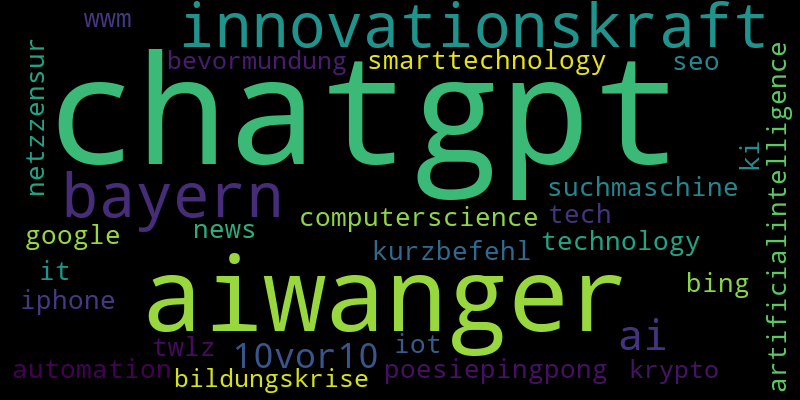 wwm
innovationskraft
bevormundung
smarttechnology
seo
netzzensur
chatgpt
artificialintelligence
ki
bayern
suchmaschine
computerscience
tech
google
news
kurzbefehl
technology
it
aiwanger
bing
iphone
ai
twlz
10vor10
iot
automation
bildungskrise
poesiepingpong
krypto